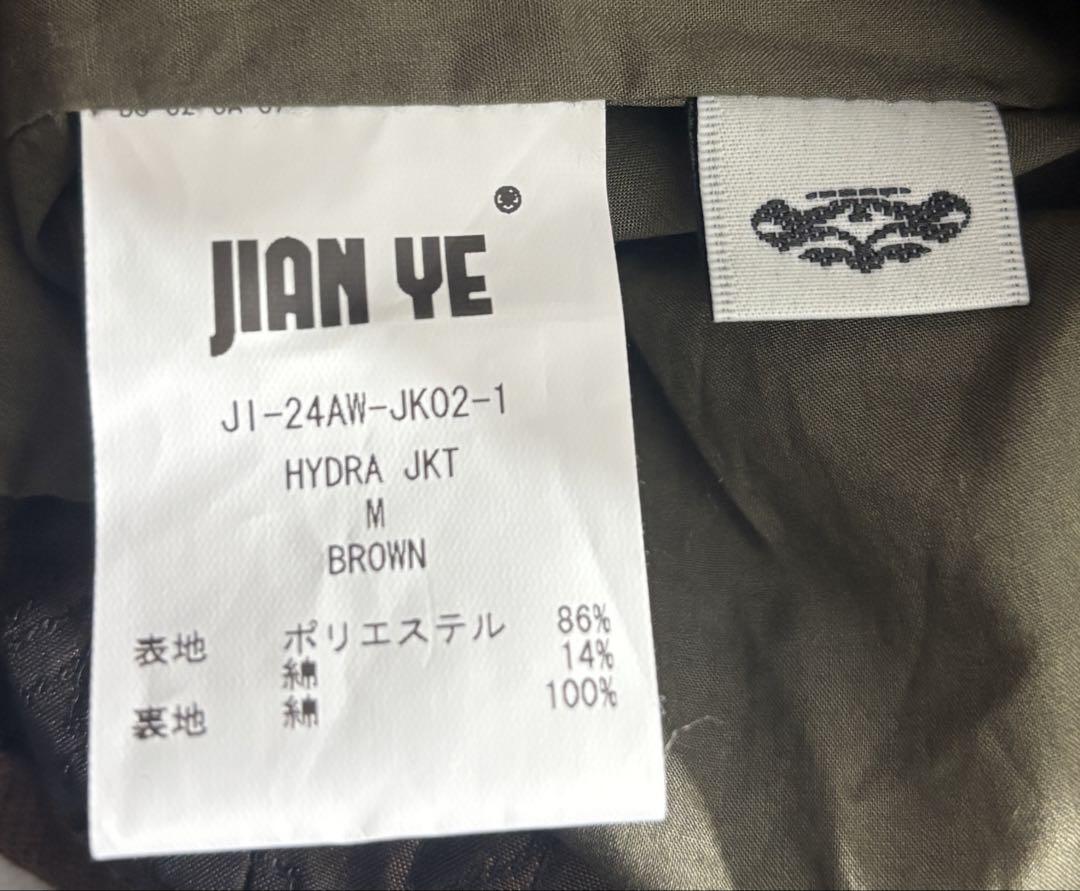 JIAN YE
JI-24AW-JK02-1
HYDRA JKT
M
BROWN
表地 ポリエステル 86%
綿 14%
裏地 綿 100%